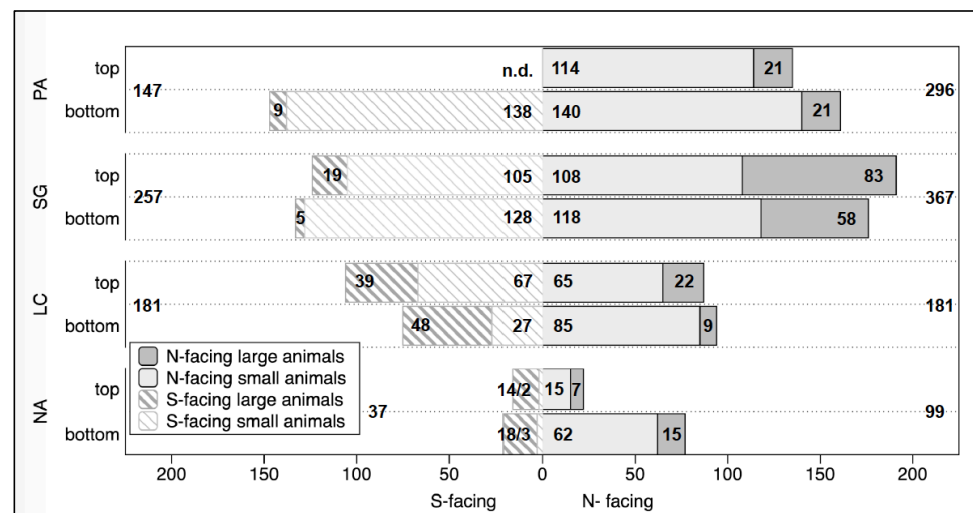 PA
top n.d. 114 21
147 296
bottom 9 138 140 21
SG
top 19 105 108 83
257 367
bottom 5 128 118 58
LC
top 39 67 65 22
181 181
bottom 48 27 85 9
N-facing large animals
N-facing small animals
S-facing large animals
S-facing small animals
NA
top 14/2 15 7
37 99
bottom 18/3 62 15
200 150 100 50 0 50 100 150 200
S-facing N- facing